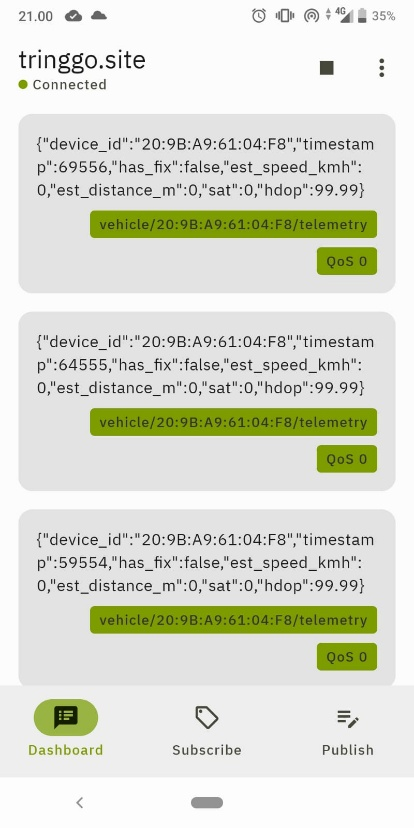 21.00
4G
35%
tringgo.site
Connected
{"device_id":"20:9B:A9:61:04:F8","timestam
p":69556,"has_fix":false,"est_speed_kmh":
0,"est_distance_m":0,"sat":0,"hdop":99.99}
vehicle/20:9B:A9:61:04:F8/telemetry
QoS 0
{"device_id":"20:9B:A9:61:04:F8","timestam
p":64555,"has_fix":false,"est_speed_kmh":
0,"est_distance_m":0,"sat":0,"hdop":99.99}
vehicle/20:9B:A9:61:04:F8/telemetry
QoS 0
{"device_id":"20:9B:A9:61:04:F8","timestam
p":59554,"has_fix":false,"est_speed_kmh":
0,"est_distance_m":0,"sat":0,"hdop":99.99}
vehicle/20:9B:A9:61:04:F8/telemetry
QoS 0
Dashboard
Subscribe
Publish